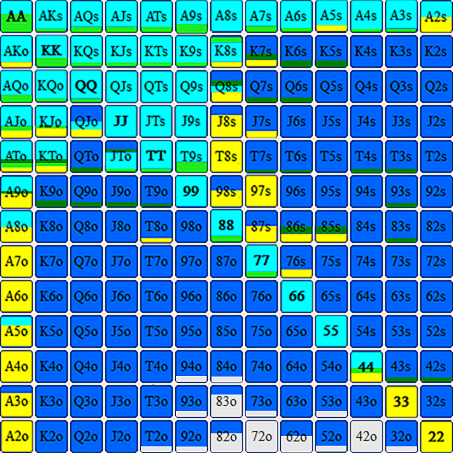 AA AKs AQs AJs ATs A9s A8s A7s A6s A5s A4s A3s A2s
AKo KK KQs KJs KTs K9s K8s K7s K6s K5s K4s K3s K2s
AQo KQo QQ QJs QTs Q9s Q8s Q7s Q6s Q5s Q4s Q3s Q2s
AJo KJo QJo JJ JTs J9s J8s J7s J6s J5s J4s J3s J2s
ATo KTo QTo JTo TT T9s T8s T7s T6s T5s T4s T3s T2s
A9o K9o Q9o J9o T9o 99 98s 97s 96s 95s 94s 93s 92s
A8o K8o Q8o J8o T8o 98o 88 87s 86s 85s 84s 83s 82s
A7o K7o Q7o J7o T7o 97o 87o 77 76s 75s 74s 73s 72s
A6o K6o Q6o J6o T6o 96o 86o 76o 66 65s 64s 63s 62s
A5o K5o Q5o J5o T5o 95o 85o 75o 65o 55 54s 53s 52s
A4o K4o Q4o J4o T4o 94o 84o 74o 64o 54o 44 43s 42s
A3o K3o Q3o J3o T3o 93o 83o 73o 63o 53o 43o 33 32s
A2o K2o Q2o J2o T2o 92o 82o 72o 62o 52o 42o 32o 22